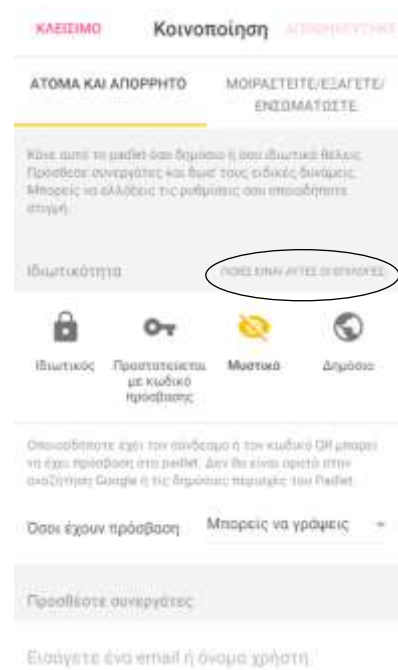 ΚΛΕΙΣΙΜΟ Κοινοποίηση ΑΠΟΘΗΚΕΥΤΗΚΕ
ΑΤΟΜΑ ΚΑΙ ΑΠΟΡΡΗΤΟ
ΜΟΙΡΑΣΤΕΙΤΕ/ΕΞΑΓΕΤΕ/
ΕΝΣΩΜΑΤΩΣΤΕ
Κάνε αυτό το padlet όσο δημόσιο ή όσο ιδιωτικό θέλεις.
Πρόσθεσε συνεργάτες και δωσ' τους ειδικές δυνάμεις.
Μπορείς να αλλάξεις τις ρυθμίσεις σου οποιαδήποτε
στιγμή.
Ιδιωτικότητα ΠΟΙΕΣ ΕΙΝΑΙ ΑΥΤΕΣ ΟΙ ΕΠΙΛΟΓΕΣ;
Ιδιωτικός
Προστατεύεται
με κωδικό
πρόσβασης
Μυστικό
Δημόσιο
Οποιοσδήποτε έχει τον σύνδεσμο ή τον κωδικό QR μπορεί
να έχει πρόσβαση στο padlet. Δεν θα είναι ορατό στην
αναζήτηση Google ή τις δημόσιες περιοχές του Padlet.
Όσοι έχουν πρόσβαση Μπορείς να γράψεις
Προσθέστε συνεργάτες
Εισάγετε ένα email ή όνομα χρήστη